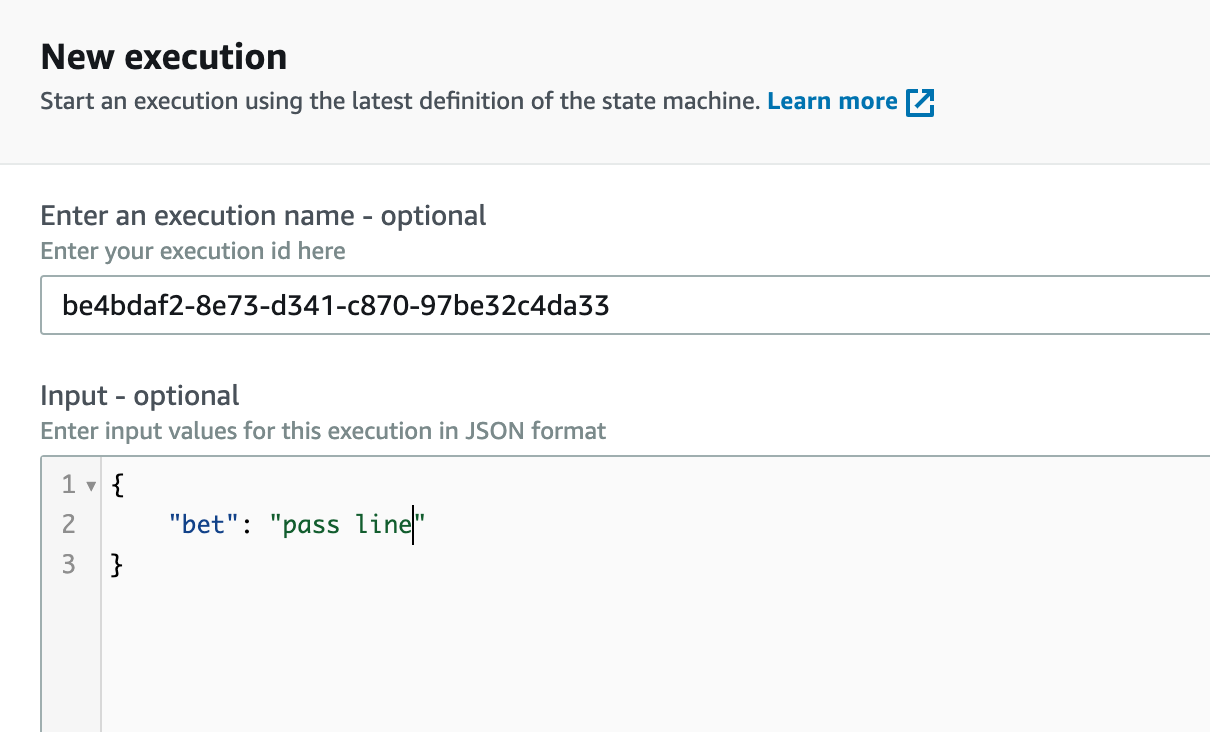 New execution
Start an execution using the latest definition of the state machine. Learn more
Enter an execution name - optional
Enter your execution id here
be4bdaf2-8e73-d341-c870-97be32c4da33
Input - optional
Enter input values for this execution in JSON format
1 {
2 "bet": "pass line"
3 }